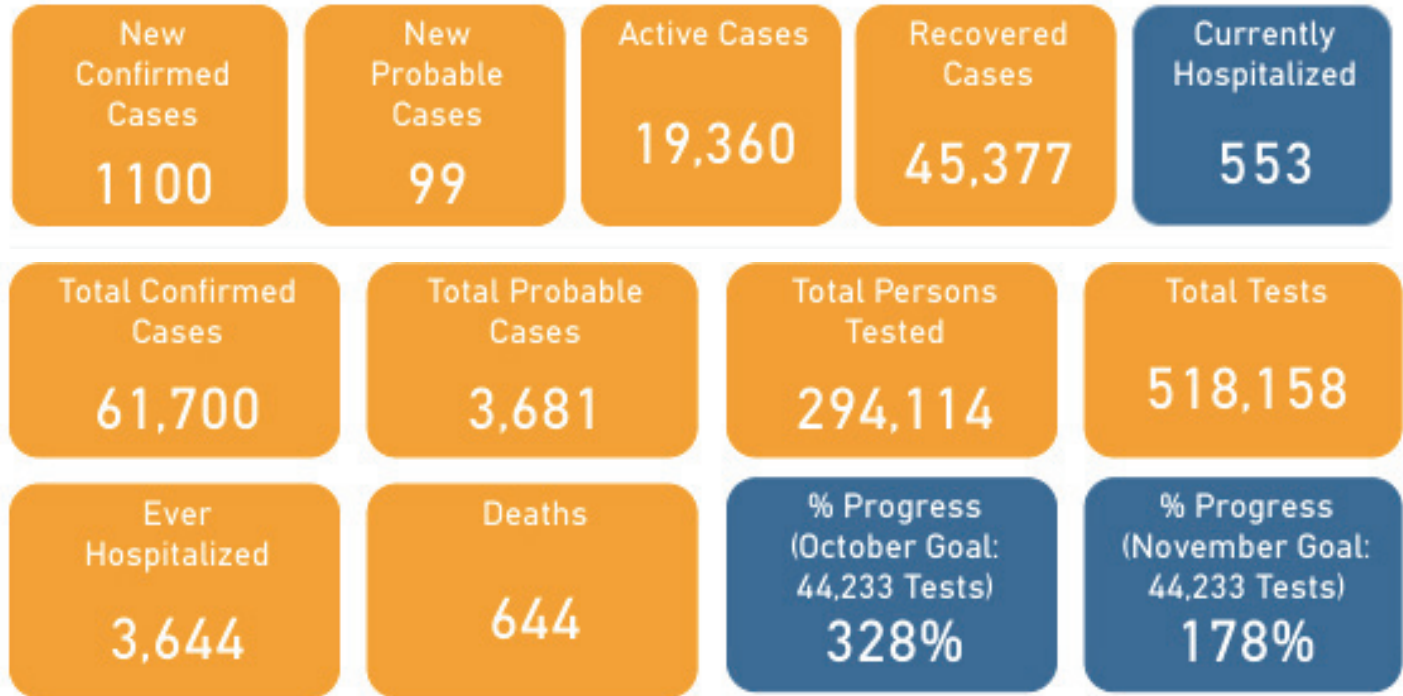 New
Confirmed
Cases
1100
New
Probable
Cases
99
Active Cases
19,360
Recovered
Cases
45,377
Currently
Hospitalized
553
Total Confirmed
Cases
61,700
Total Probable
Cases
3,681
Total Persons
Tested
294,114
Total Tests
518,158
Ever
Hospitalized
3,644
Deaths
644
% Progress
(October Goal:
44,233 Tests)
328%
% Progress
(November Goal:
44,233 Tests)
178%